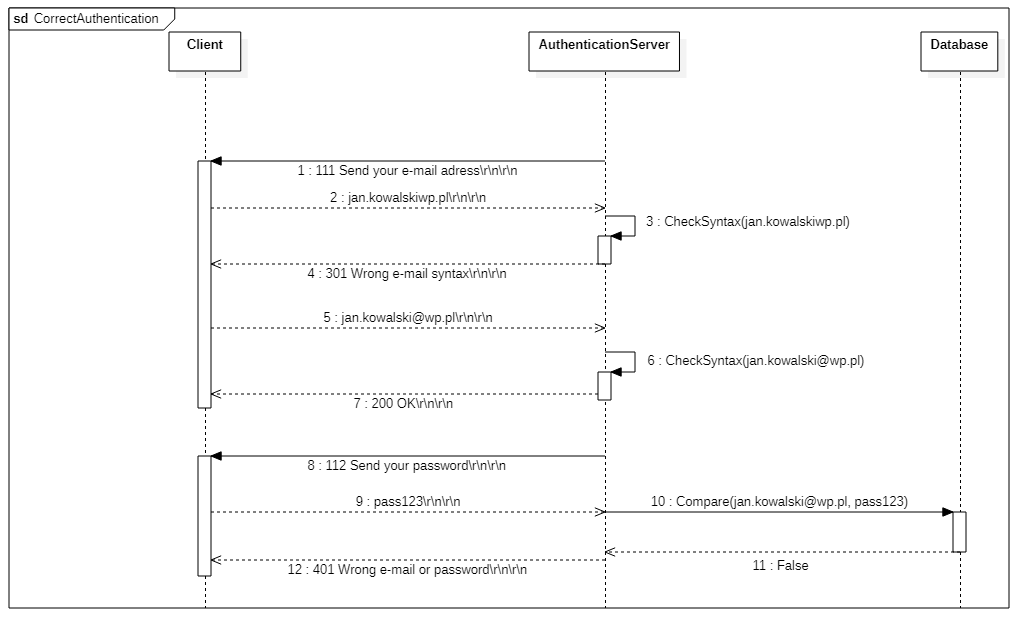 sd CorrectAuthentication
Client
AuthenticationServer
Database
1 : 111 Send your e-mail adress\r\n\r\n
2 : jan.kowalskiwp.pl\r\n\r\n
3 : CheckSyntax(jan.kowalskiwp.pl)
4 : 301 Wrong e-mail syntax\r\n\r\n
5 : jan.kowalski@wp.pl\r\n\r\n
6 : CheckSyntax(jan.kowalski@wp.pl)
7 : 200 OK\r\n\r\n
8 : 112 Send your password\r\n\r\n
9 : pass123\r\n\r\n
10 : Compare(jan.kowalski@wp.pl, pass123)
11 : False
12 : 401 Wrong e-mail or password\r\n\r\n